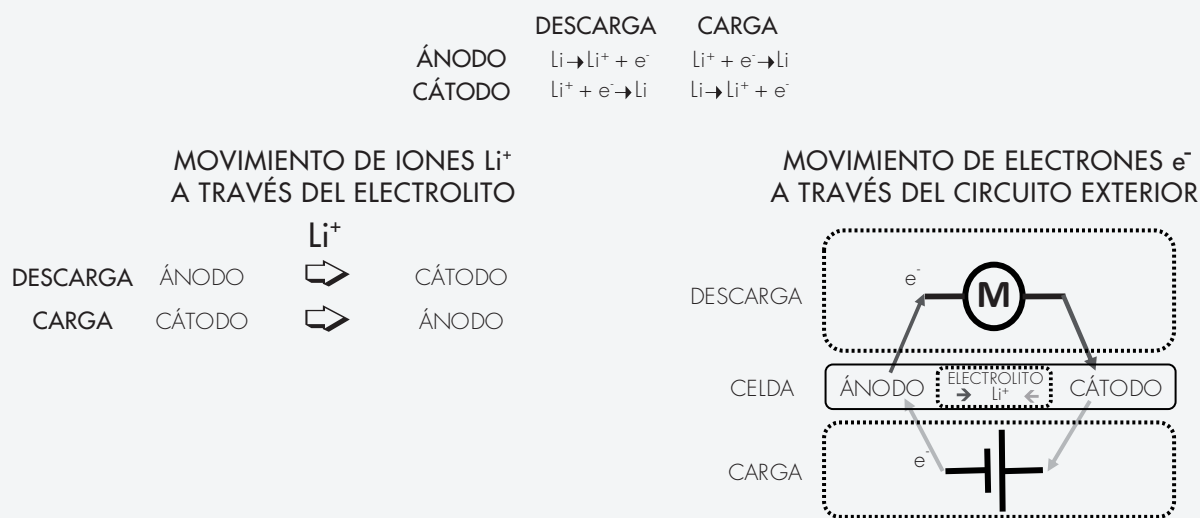 DESCARGA CARGA
ÁNODO Li→Li⁺ + e⁻ Li⁺ + e⁻→Li
CÁTODO Li⁺ + e⁻→Li Li→Li⁺ + e⁻
MOVIMIENTO DE IONES Li⁺
A TRAVÉS DEL ELECTROLITO
Li⁺
DESCARGA ÁNODO ⇨ CÁTODO
CARGA CÁTODO ⇨ ÁNODO
MOVIMIENTO DE ELECTRONES e⁻
A TRAVÉS DEL CIRCUITO EXTERIOR
e⁻
DESCARGA M
CELDA ÁNODO ELECTROLITO CÁTODO
→ Li⁺ ←
e⁻
CARGA